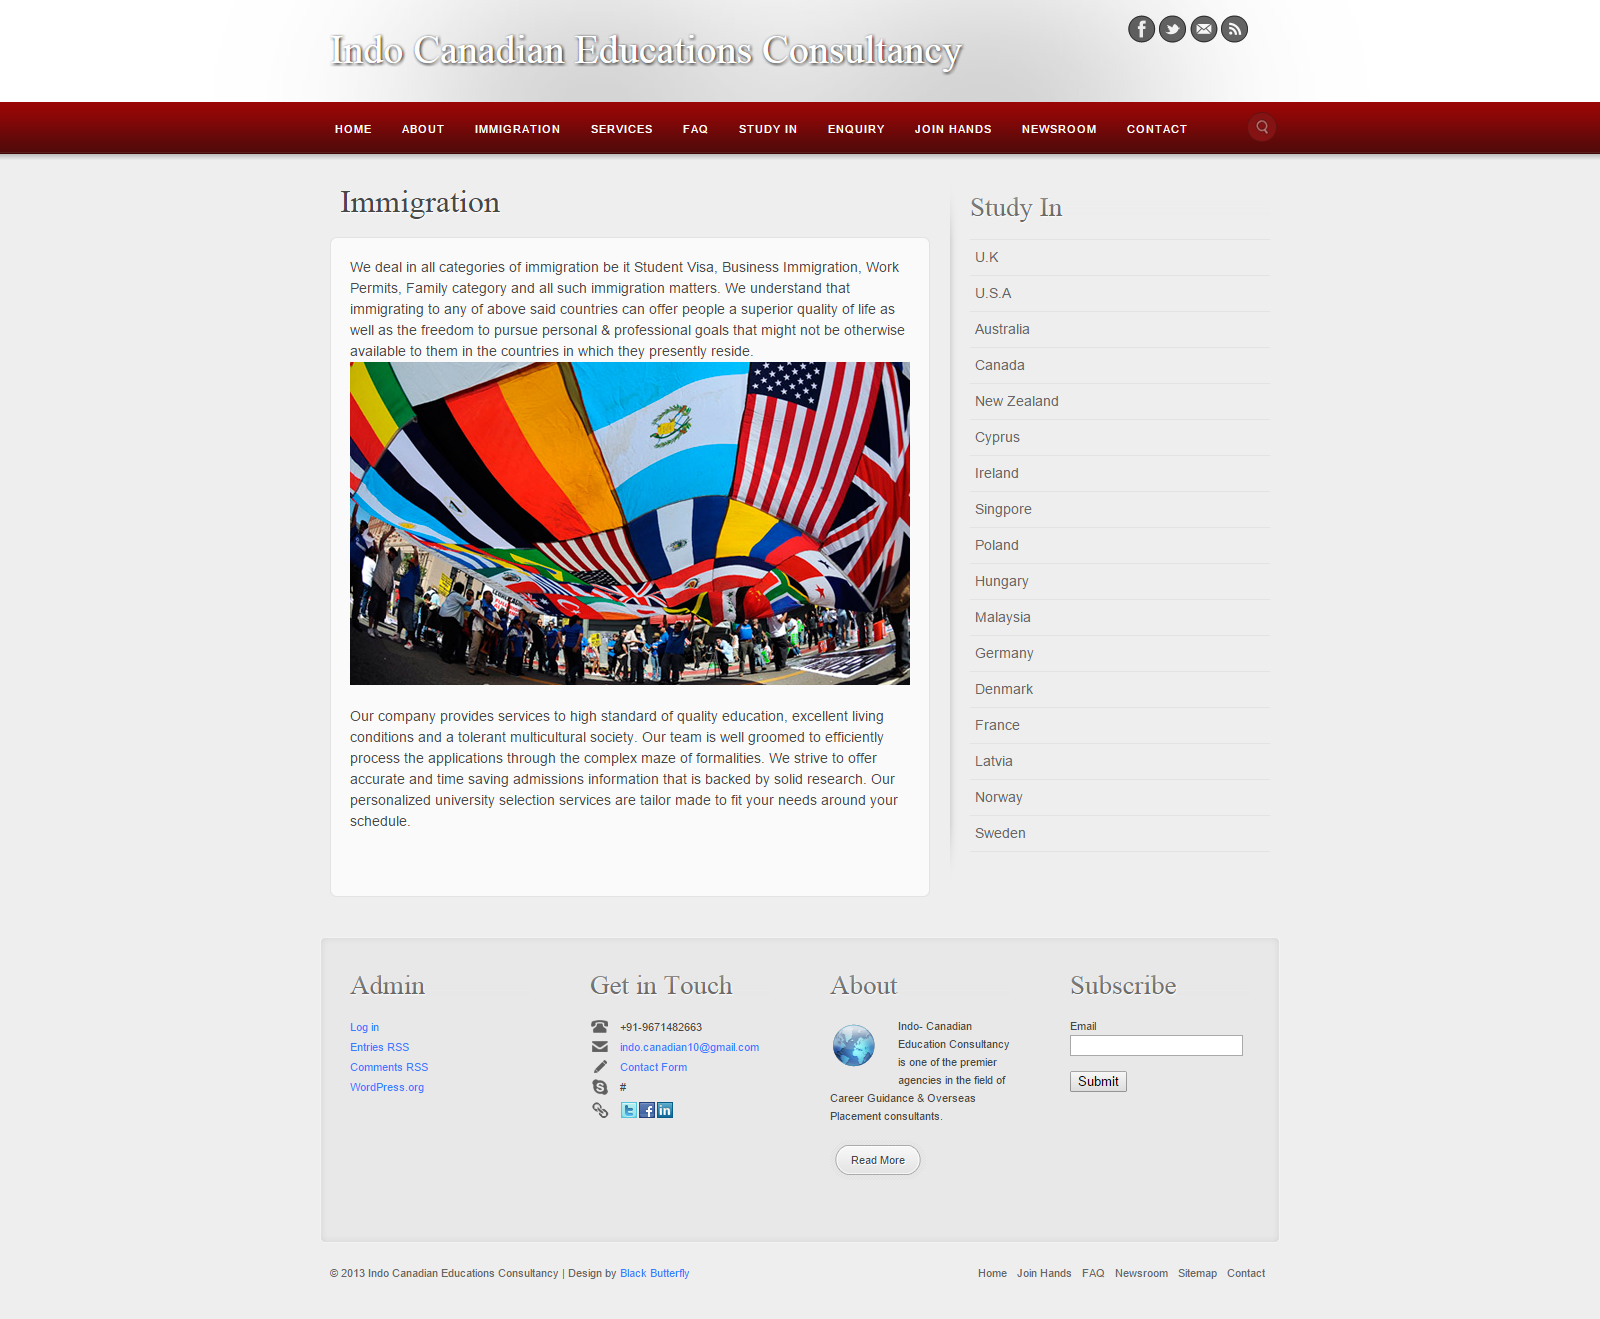 Indo Canadian Educations Consultancy
HOME ABOUT IMMIGRATION SERVICES FAQ STUDY IN ENQUIRY JOIN HANDS NEWSROOM CONTACT
Immigration
We deal in all categories of immigration be it Student Visa, Business Immigration, Work
Permits, Family category and all such immigration matters. We understand that
immigrating to any of above said countries can offer people a superior quality of life as
well as the freedom to pursue personal & professional goals that might not be otherwise
available to them in the countries in which they presently reside.
Our company provides services to high standard of quality education, excellent living
conditions and a tolerant multicultural society. Our team is well groomed to efficiently
process the applications through the complex maze of formalities. We strive to offer
accurate and time saving admissions information that is backed by solid research. Our
personalized university selection services are tailor made to fit your needs around your
schedule.
Study In
U.K
U.S.A
Australia
Canada
New Zealand
Cyprus
Ireland
Singpore
Poland
Hungary
Malaysia
Germany
Denmark
France
Latvia
Norway
Sweden
Admin
Log in
Entries RSS
Comments RSS
WordPress.org
Get in Touch
+91-9671482663
indo.canadian10@gmail.com
Contact Form
#
About
Indo- Canadian
Education Consultancy
is one of the premier
agencies in the field of
Career Guidance & Overseas
Placement consultants.
Read More
Subscribe
Email
Submit
© 2013 Indo Canadian Educations Consultancy | Design by Black Butterfly
Home Join Hands FAQ Newsroom Sitemap Contact